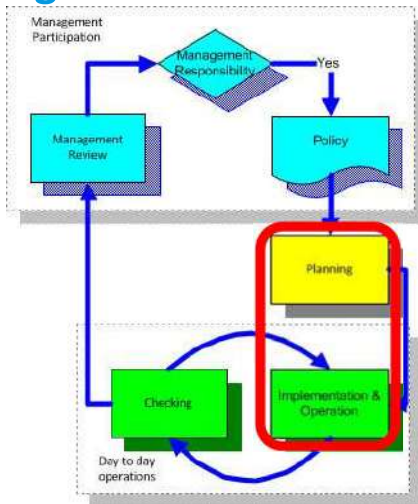 Management
Participation
Management
Responsibility
Yes
Management
Review
Policy
Planning
Checking
Implementation &
Operation
Day to day
operations